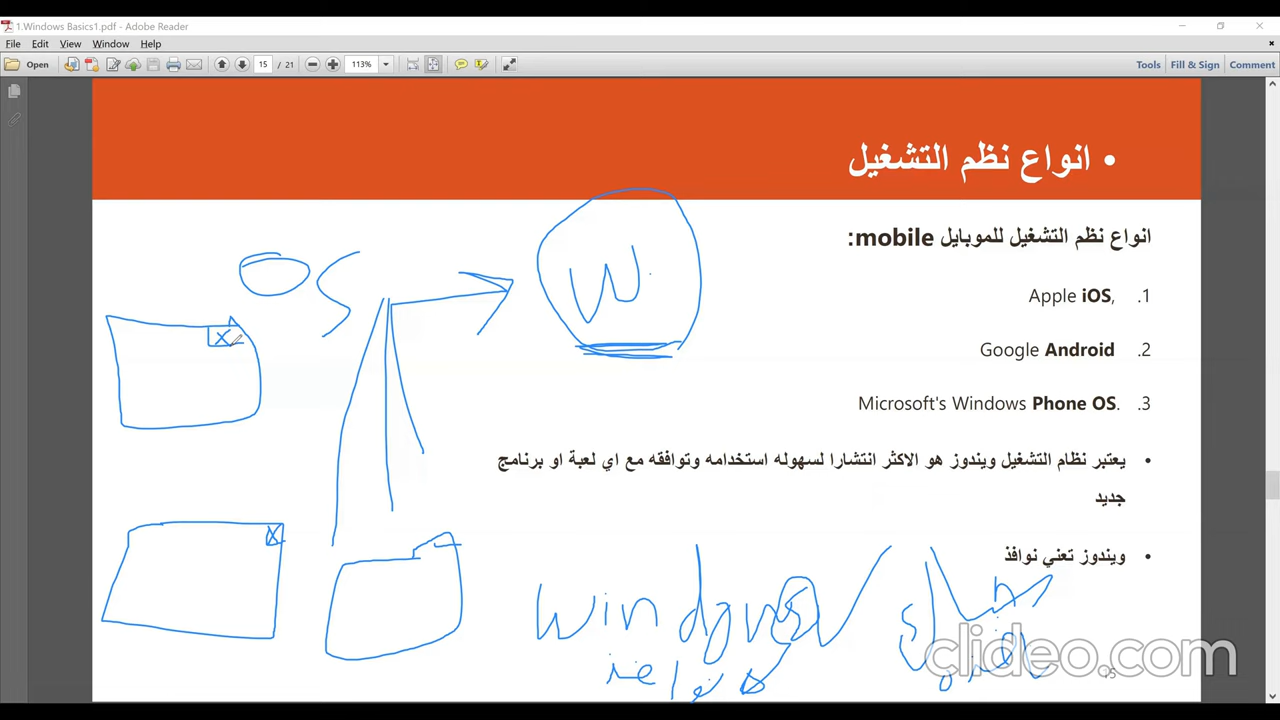 1.Windows Basics1.pdf - Adobe Reader
File Edit View Window Help
Open 15 / 21 113% Tools Fill & Sign Comment
• انواع نظم التشغيل
انواع نظم التشغيل للموبايل mobile:
1. Apple iOS,
2. Google Android
3. Microsoft's Windows Phone OS.
• يعتبر نظام التشغيل ويندوز هو الاكثر انتشارا لسهوله استخدامه وتوافقه مع اي لعبة او برنامج
جديد
• ويندوز تعني نوافذ
OS
W
X
X
windows
clideo.com
15